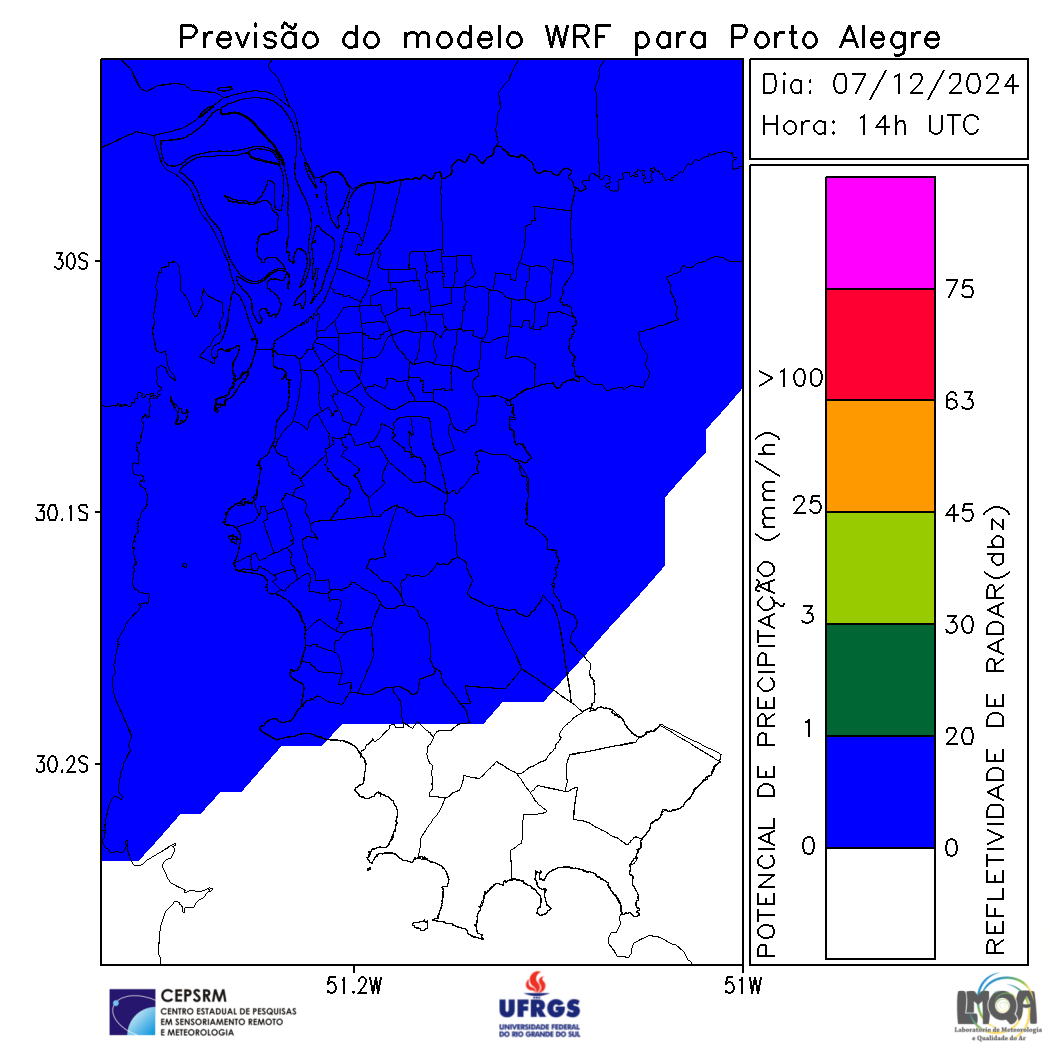 Previsão do modelo WRF para Porto Alegre
Dia: 07/12/2024
Hora: 14h UTC
30S
30.1S
30.2S
51.2W
51W
POTENCIAL DE PRECIPITAÇÃO (mm/h)
>100
25
3
1
0
75
63
45
30
20
0
REFLETIVIDADE DE RADAR(dbz)
CEPSRM
CENTRO ESTADUAL DE PESQUISAS
EM SENSORIAMENTO REMOTO
E METEOROLOGIA
UFRGS
UNIVERSIDADE FEDERAL
DO RIO GRANDE DO SUL
LMQA
Laboratório de Meteorologia
e Qualidade do Ar